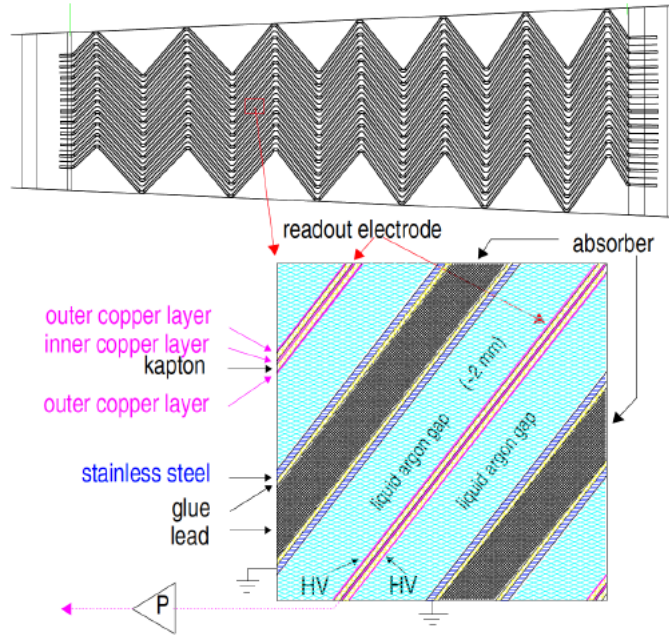 readout electrode
absorber
outer copper layer
inner copper layer
kapton
outer copper layer
(~2 mm)
liquid argon gap
liquid argon gap
stainless steel
glue
lead
HV
HV
P